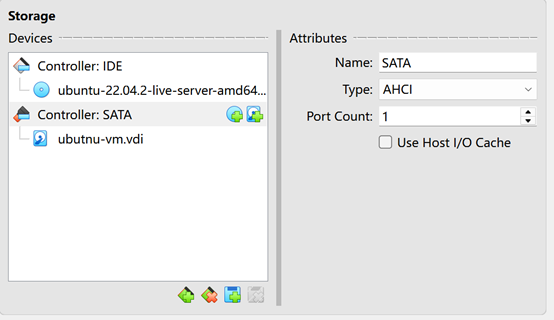 Storage
Devices
Controller: IDE
ubuntu-22.04.2-live-server-amd64...
Controller: SATA
ubutnu-vm.vdi
Attributes
Name: SATA
Type: AHCI
Port Count: 1
Use Host I/O Cache